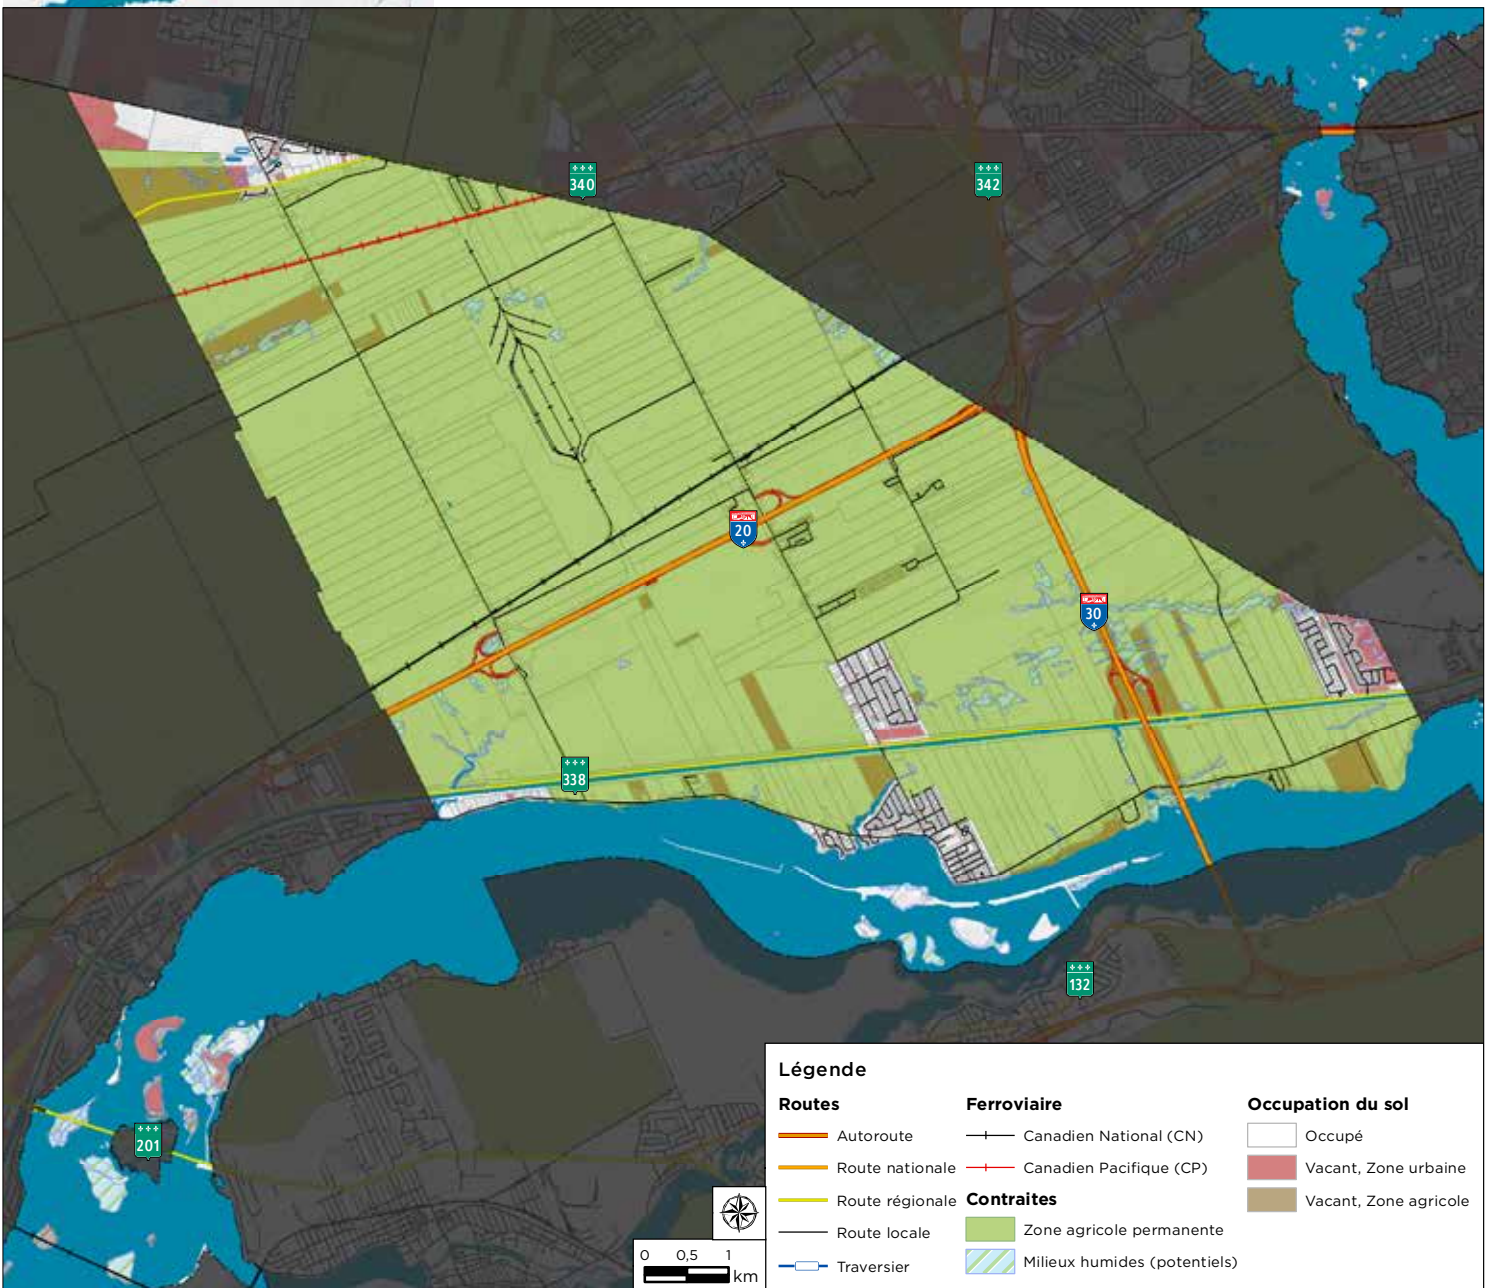 340
342
20
30
338
132
201
Légende
Routes
Autoroute
Route nationale
Route régionale
Route locale
Traversier
Ferroviaire
Canadien National (CN)
Canadien Pacifique (CP)
Contraites
Zone agricole permanente
Milieux humides (potentiels)
Occupation du sol
Occupé
Vacant, Zone urbaine
Vacant, Zone agricole
0 0,5 1
km